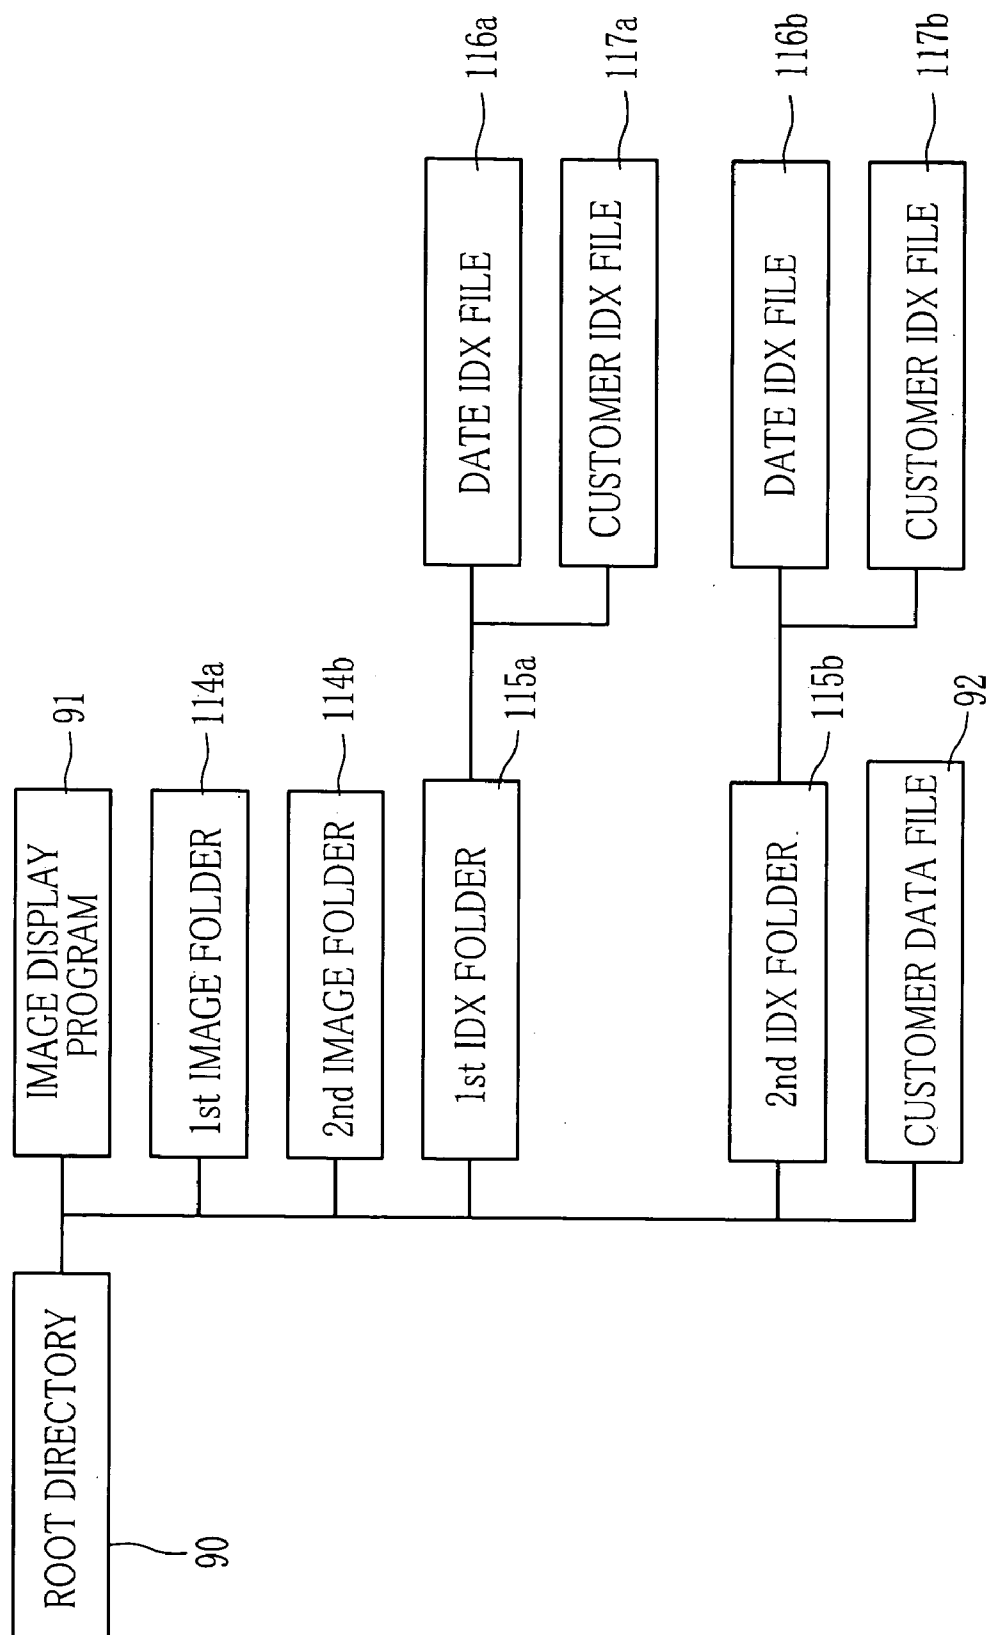 ROOT DIRECTORY
90
IMAGE DISPLAY
PROGRAM
91
1st IMAGE FOLDER
114a
2nd IMAGE FOLDER
114b
1st IDX FOLDER
115a
DATE IDX FILE
116a
CUSTOMER IDX FILE
117a
2nd IDX FOLDER
115b
DATE IDX FILE
116b
CUSTOMER IDX FILE
117b
CUSTOMER DATA FILE
92